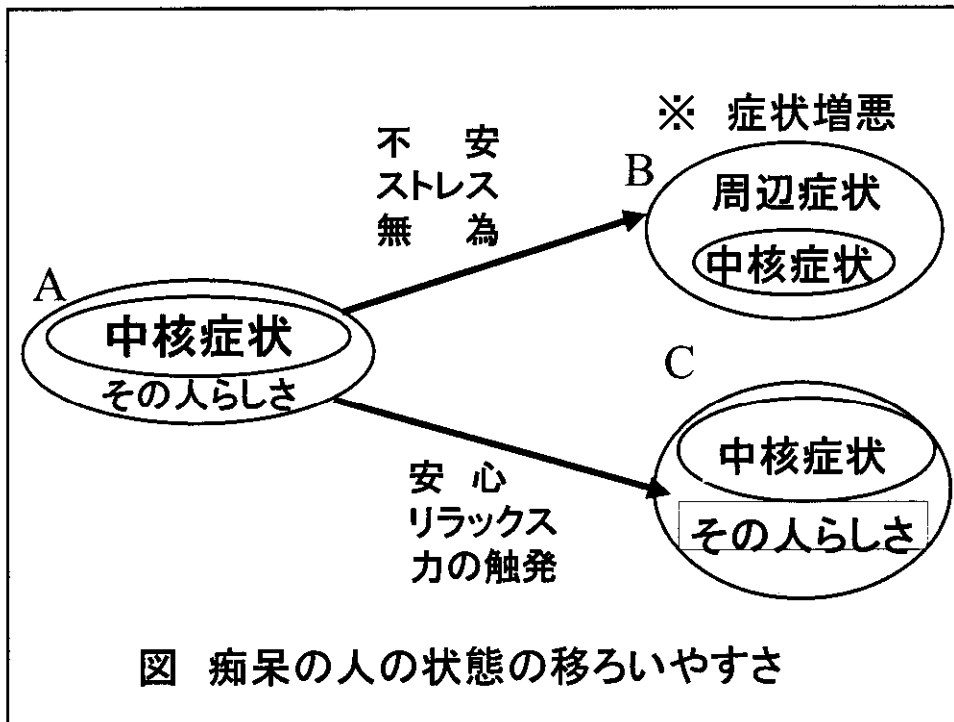 ※ 症状増悪
不 安
ストレス
無 為
B
周辺症状
中核症状
A
中核症状
その人らしさ
C
中核症状
その人らしさ
安 心
リラックス
力の触発
図 痴呆の人の状態の移ろいやすさ